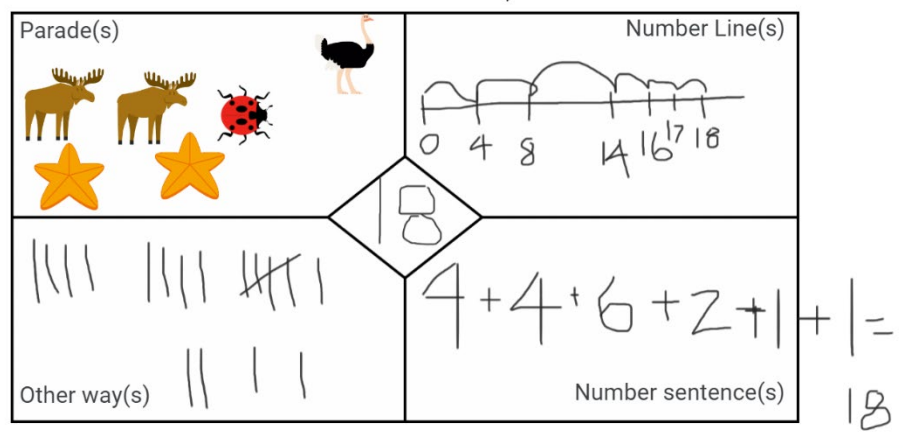 Parade(s)
Number Line(s)
0 4 8 14 16 17 18
18
4+4+6+2+1+1=
18
Other way(s)
Number sentence(s)